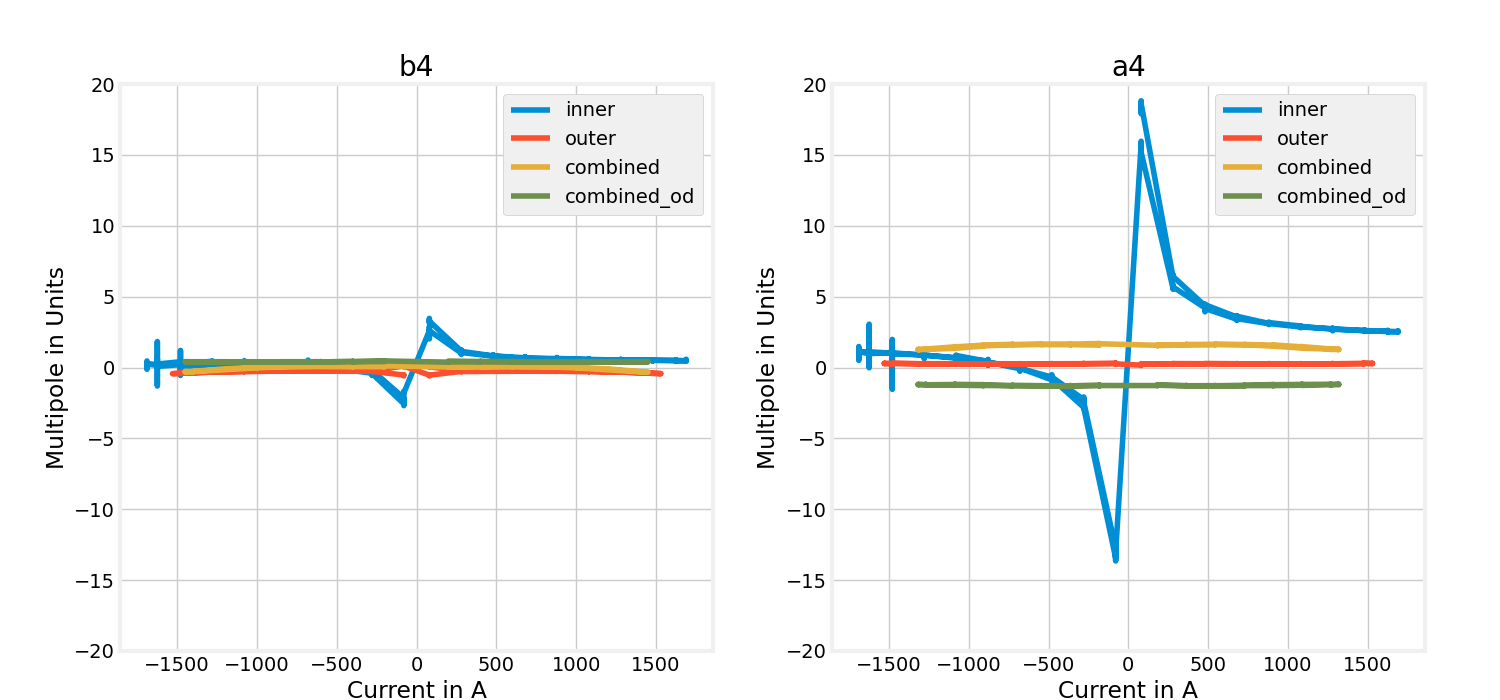 b4
20
15
10
5
0
−5
−10
−15
−20
Multipole in Units
inner
outer
combined
combined_od
−1500 −1000 −500 0 500 1000 1500
Current in A
a4
20
15
10
5
0
−5
−10
−15
−20
Multipole in Units
inner
outer
combined
combined_od
−1500 −1000 −500 0 500 1000 1500
Current in A